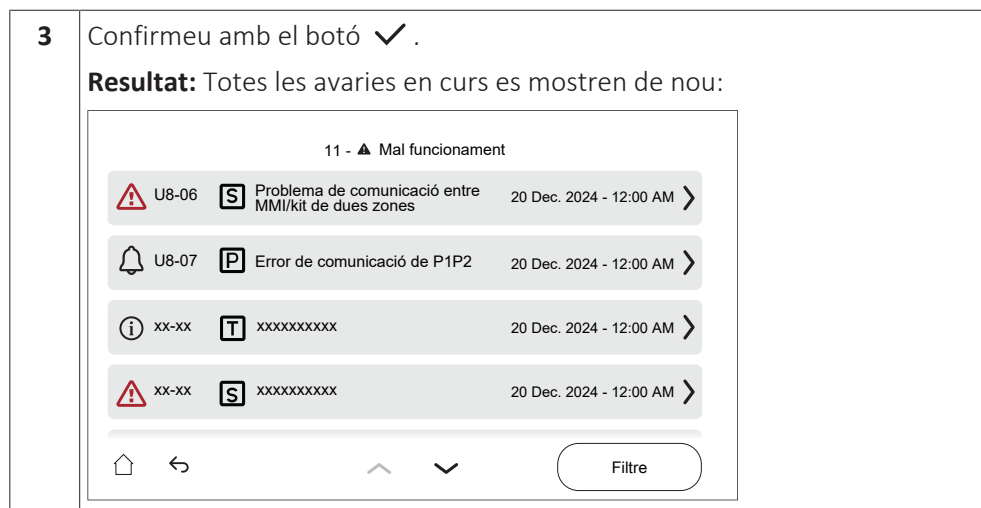 3 Confirmeu amb el botó ✓ .
Resultat: Totes les avaries en curs es mostren de nou:
11 - ⚠ Mal funcionament
U8-06 S Problema de comunicació entre
MMI/kit de dues zones 20 Dec. 2024 - 12:00 AM
U8-07 P Error de comunicació de P1P2 20 Dec. 2024 - 12:00 AM
xx-xx T xxxxxxxxxx 20 Dec. 2024 - 12:00 AM
xx-xx S xxxxxxxxxx 20 Dec. 2024 - 12:00 AM
Filtre